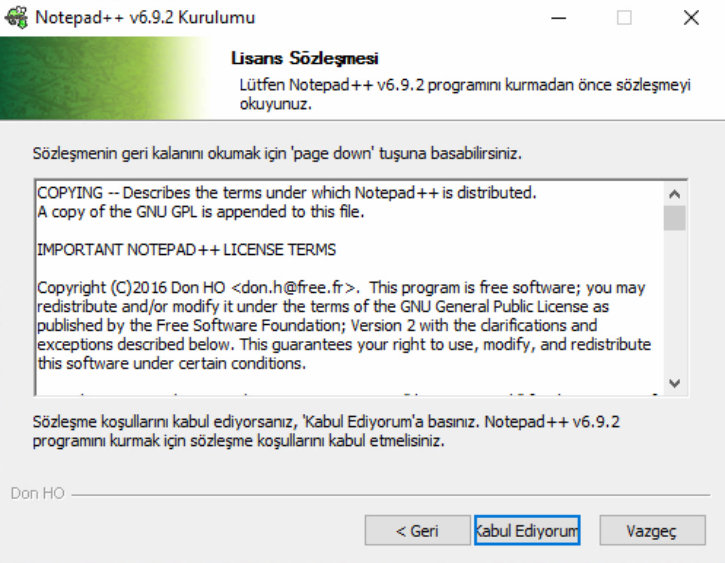 Notepad++ v6.9.2 Kurulumu
Lisans Sözleşmesi
Lütfen Notepad++ v6.9.2 programını kurmadan önce sözleşmeyi
okuyunuz.
Sözleşmenin geri kalanını okumak için 'page down' tuşuna basabilirsiniz.
COPYING -- Describes the terms under which Notepad++ is distributed.
A copy of the GNU GPL is appended to this file.
IMPORTANT NOTEPAD++ LICENSE TERMS
Copyright (C)2016 Don HO <don.h@free.fr>. This program is free software; you may
redistribute and/or modify it under the terms of the GNU General Public License as
published by the Free Software Foundation; Version 2 with the clarifications and
exceptions described below. This guarantees your right to use, modify, and redistribute
this software under certain conditions.
Sözleşme koşullarını kabul ediyorsanız, 'Kabul Ediyorum'a basınız. Notepad++ v6.9.2
programını kurmak için sözleşme koşullarını kabul etmelisiniz.
Don HO
< Geri
Kabul Ediyorum
Vazgeç